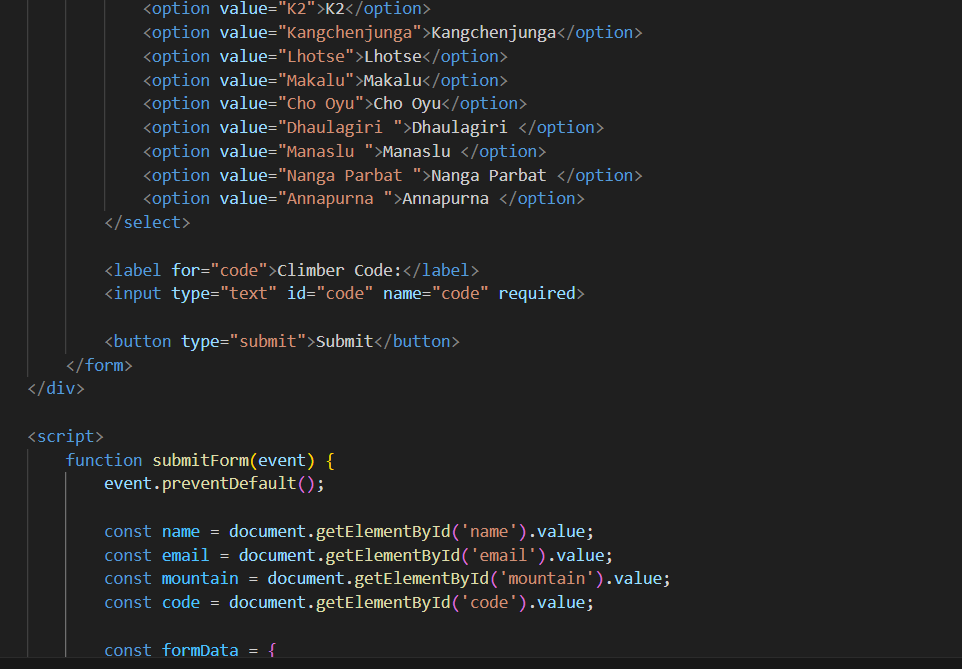 <option value="K2">K2</option>
<option value="Kangchenjunga">Kangchenjunga</option>
<option value="Lhotse">Lhotse</option>
<option value="Makalu">Makalu</option>
<option value="Cho Oyu">Cho Oyu</option>
<option value="Dhaulagiri ">Dhaulagiri </option>
<option value="Manaslu ">Manaslu </option>
<option value="Nanga Parbat ">Nanga Parbat </option>
<option value="Annapurna ">Annapurna </option>
</select>
<label for="code">Climber Code:</label>
<input type="text" id="code" name="code" required>
<button type="submit">Submit</button>
</form>
</div>
<script>
function submitForm(event) {
event.preventDefault();
const name = document.getElementById('name').value;
const email = document.getElementById('email').value;
const mountain = document.getElementById('mountain').value;
const code = document.getElementById('code').value;
const formData = {